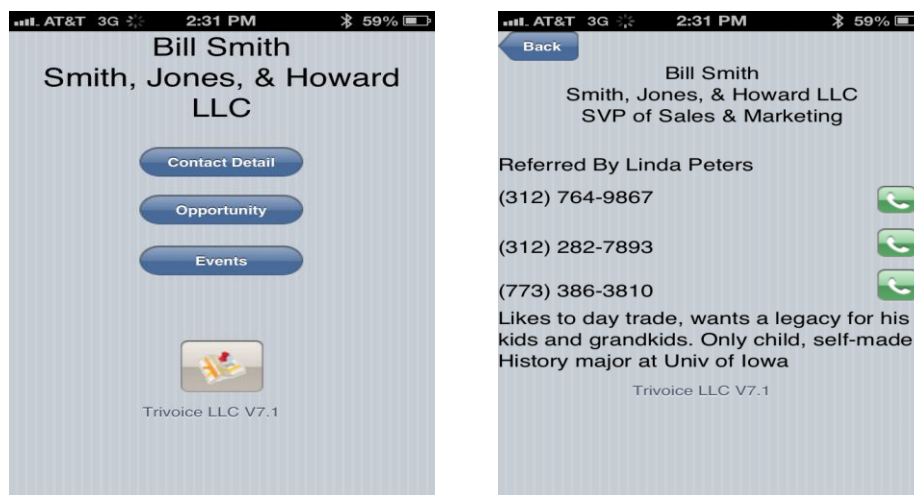 AT&T 3G 2:31 PM 59%
Bill Smith
Smith, Jones, & Howard
LLC
Contact Detail
Opportunity
Events
Trivoice LLC V7.1
AT&T 3G 2:31 PM 59%
Back
Bill Smith
Smith, Jones, & Howard LLC
SVP of Sales & Marketing
Referred By Linda Peters
(312) 764-9867
(312) 282-7893
(773) 386-3810
Likes to day trade, wants a legacy for his
kids and grandkids. Only child, self-made
History major at Univ of Iowa
Trivoice LLC V7.1